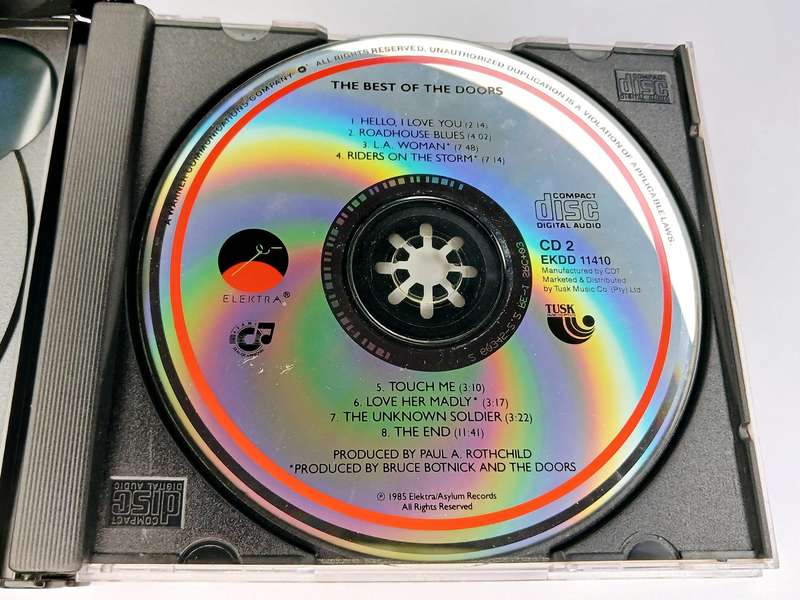 A WARNER COMMUNICATIONS COMPANY ALL RIGHTS RESERVED. UNAUTHORIZED DUPLICATION IS A VIOLATION OF APPLICABLE LAWS.
THE BEST OF THE DOORS
1. HELLO, I LOVE YOU (2:14)
2. ROADHOUSE BLUES (4:02)
3. L.A. WOMAN* (7:48)
4. RIDERS ON THE STORM* (7:14)
COMPACT
disc
DIGITAL AUDIO
CD 2
EKDD 11410
Manufactured by CDT
Marketed & Distributed
by Tusk Music Co. (Pty) Ltd.
ELEKTRA®
TUSK
5. TOUCH ME (3:10)
6. LOVE HER MADLY* (3:17)
7. THE UNKNOWN SOLDIER (3:22)
8. THE END (11:41)
PRODUCED BY PAUL A. ROTHCHILD
*PRODUCED BY BRUCE BOTNICK AND THE DOORS
℗ 1985 Elektra/Asylum Records
All Rights Reserved
COMPACT
disc
DIGITAL AUDIO
COMPACT
disc
DIGITAL AUDIO